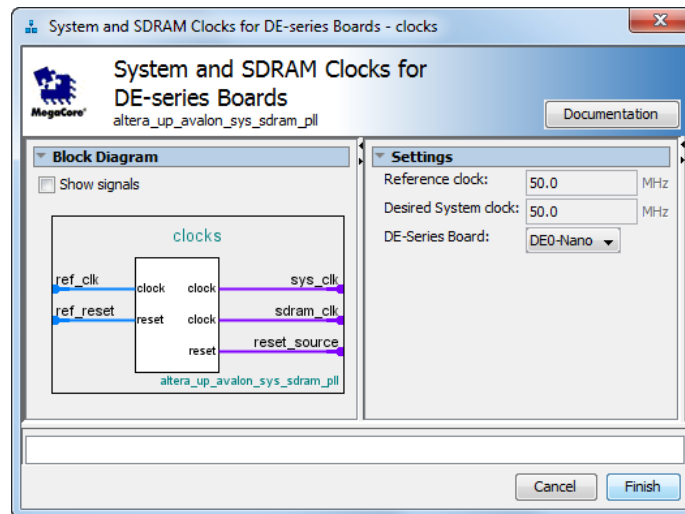 System and SDRAM Clocks for DE-series Boards - clocks
System and SDRAM Clocks for
DE-series Boards
altera_up_avalon_sys_sdram_pll
MegaCore®
Documentation
Block Diagram
Show signals
clocks
ref_clk
clock
clock
sys_clk
ref_reset
reset
clock
sdram_clk
reset
reset_source
altera_up_avalon_sys_sdram_pll
Settings
Reference clock: 50.0 MHz
Desired System clock: 50.0 MHz
DE-Series Board: DE0-Nano
Cancel
Finish